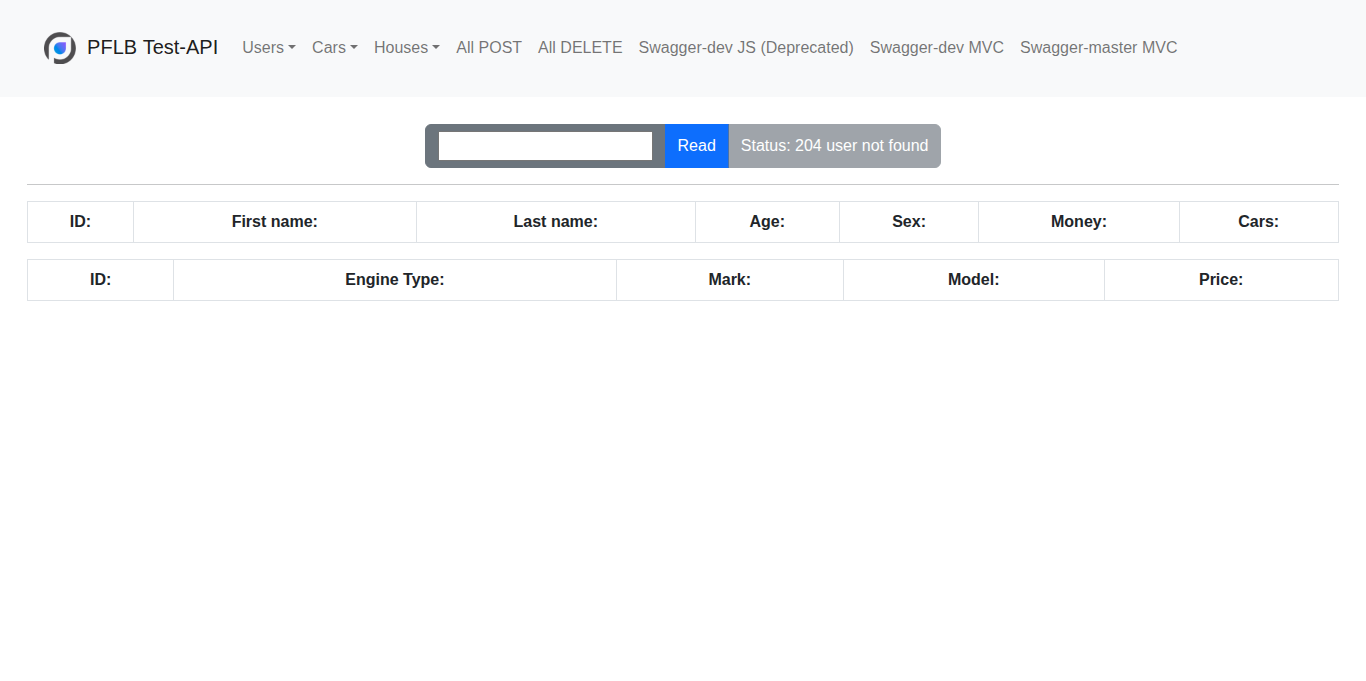 PFLB Test-API Users Cars Houses All POST All DELETE Swagger-dev JS (Deprecated) Swagger-dev MVC Swagger-master MVC
Read Status: 204 user not found
ID: First name: Last name: Age: Sex: Money: Cars:
ID: Engine Type: Mark: Model: Price: